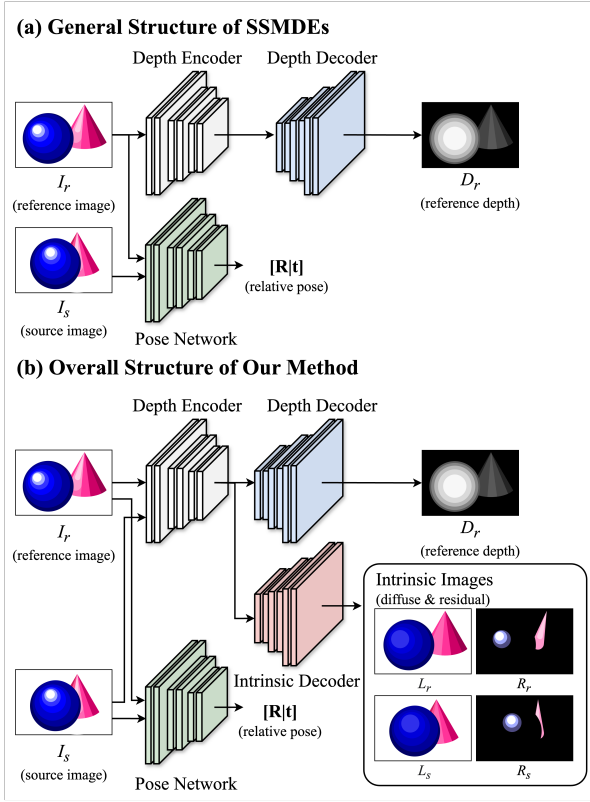 (a) General Structure of SSMDEs
Depth Encoder
Depth Decoder
I_r
(reference image)
D_r
(reference depth)
I_s
(source image)
[R|t]
(relative pose)
Pose Network
(b) Overall Structure of Our Method
Depth Encoder
Depth Decoder
I_r
(reference image)
D_r
(reference depth)
Intrinsic Images
(diffuse & residual)
L_r
R_r
Intrinsic Decoder
I_s
(source image)
[R|t]
(relative pose)
L_s
R_s
Pose Network